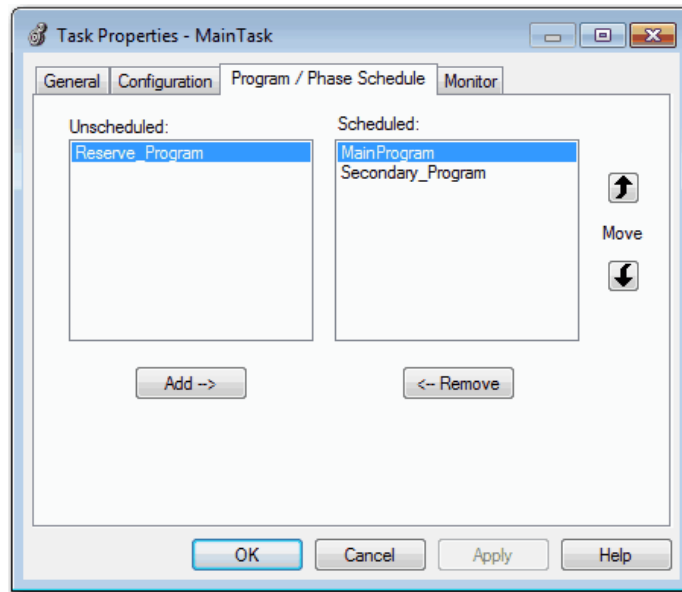 Task Properties - MainTask
General Configuration Program / Phase Schedule Monitor
Unscheduled:
Scheduled:
Reserve_Program
MainProgram
Secondary_Program
Move
Add -->
<-- Remove
OK Cancel Apply Help